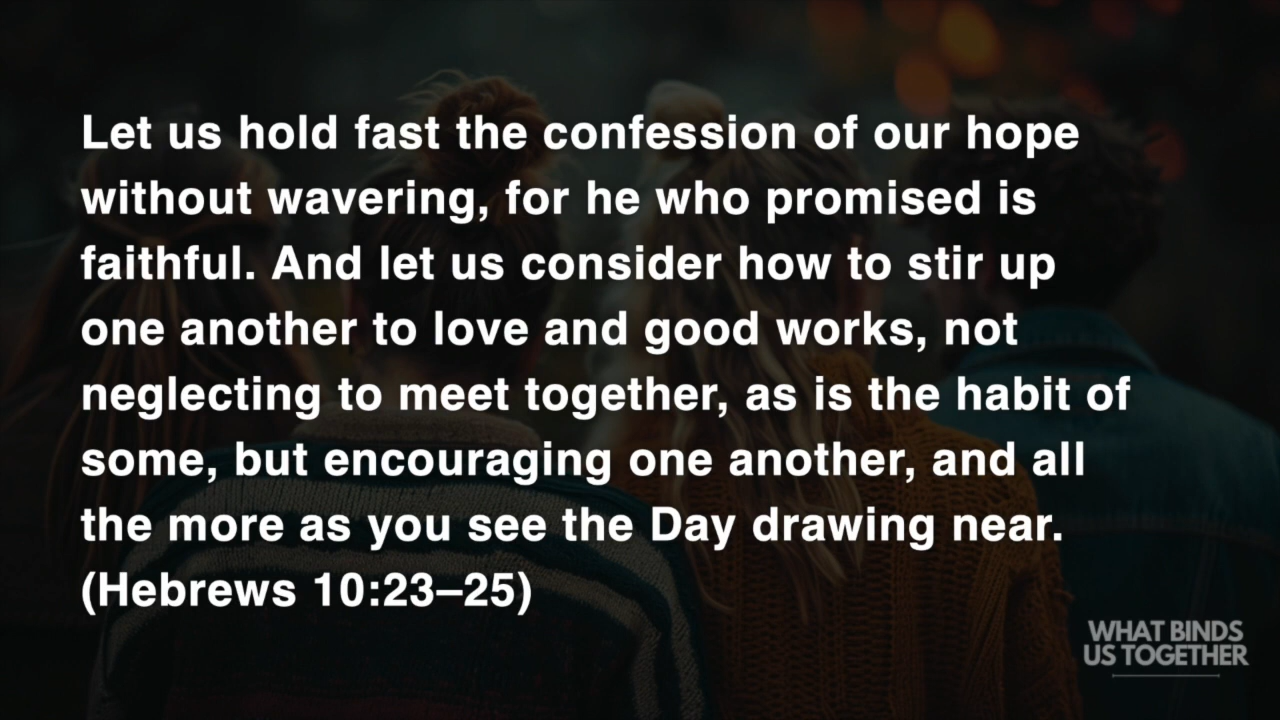 Let us hold fast the confession of our hope
without wavering, for he who promised is
faithful. And let us consider how to stir up
one another to love and good works, not
neglecting to meet together, as is the habit of
some, but encouraging one another, and all
the more as you see the Day drawing near.
(Hebrews 10:23–25)
WHAT BINDS
US TOGETHER